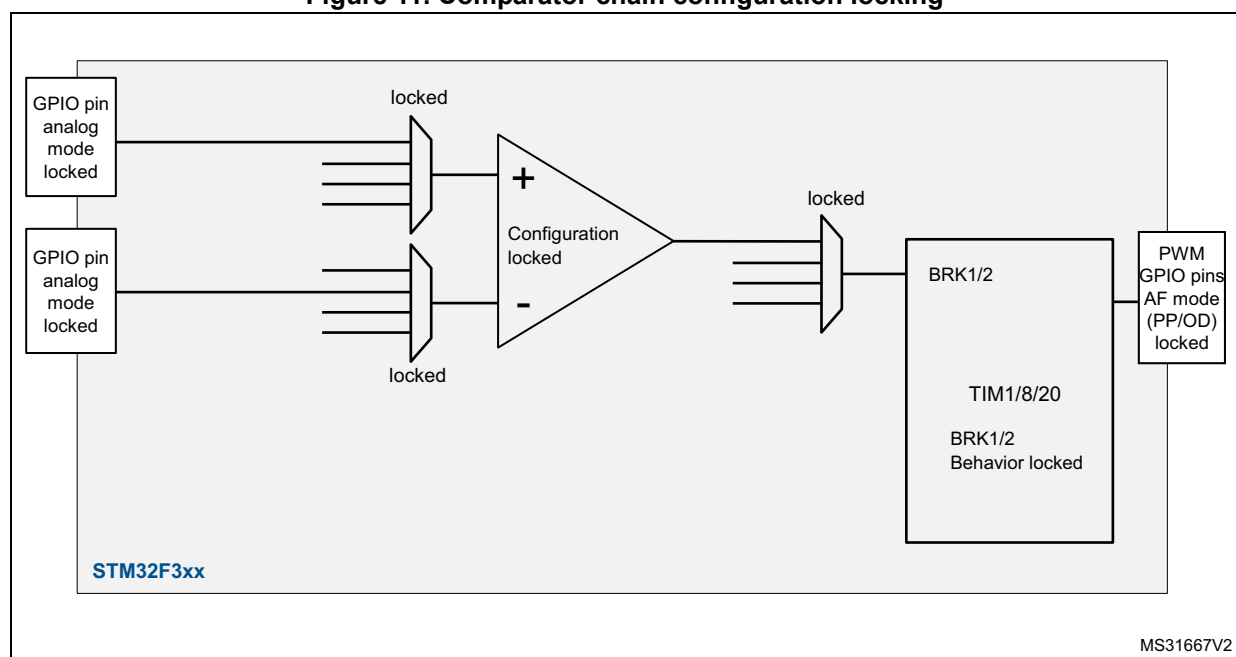 Figure 11. Comparator chain configuration locking
GPIO pin
analog
mode
locked
locked
+
Configuration
locked
-
GPIO pin
analog
mode
locked
locked
locked
BRK1/2
TIM1/8/20
BRK1/2
Behavior locked
PWM
GPIO pins
AF mode
(PP/OD)
locked
STM32F3xx
MS31667V2